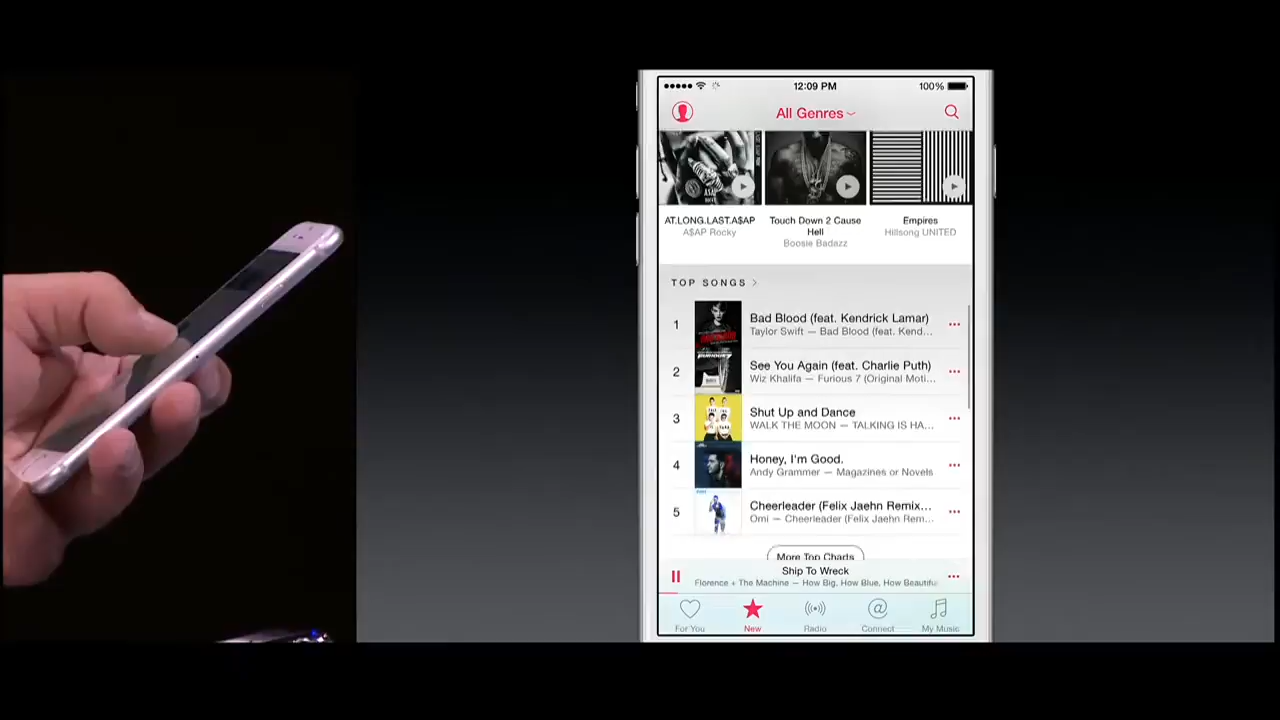 12:09 PM
100%
All Genres
AT.LONG.LAST.A$AP
A$AP Rocky
Touch Down 2 Cause
Hell
Boosie Badazz
Empires
Hillsong UNITED
TOP SONGS
1
Bad Blood (feat. Kendrick Lamar)
Taylor Swift — Bad Blood (feat. Kend...
2
See You Again (feat. Charlie Puth)
Wiz Khalifa — Furious 7 (Original Moti...
3
Shut Up and Dance
WALK THE MOON — TALKING IS HA...
4
Honey, I'm Good.
Andy Grammer — Magazines or Novels
5
Cheerleader (Felix Jaehn Remix...
Omi — Cheerleader (Felix Jaehn Rem...
More Top Charts
Ship To Wreck
Florence + The Machine — How Big, How Blue, How Beautiful
For You
New
Radio
Connect
My Music